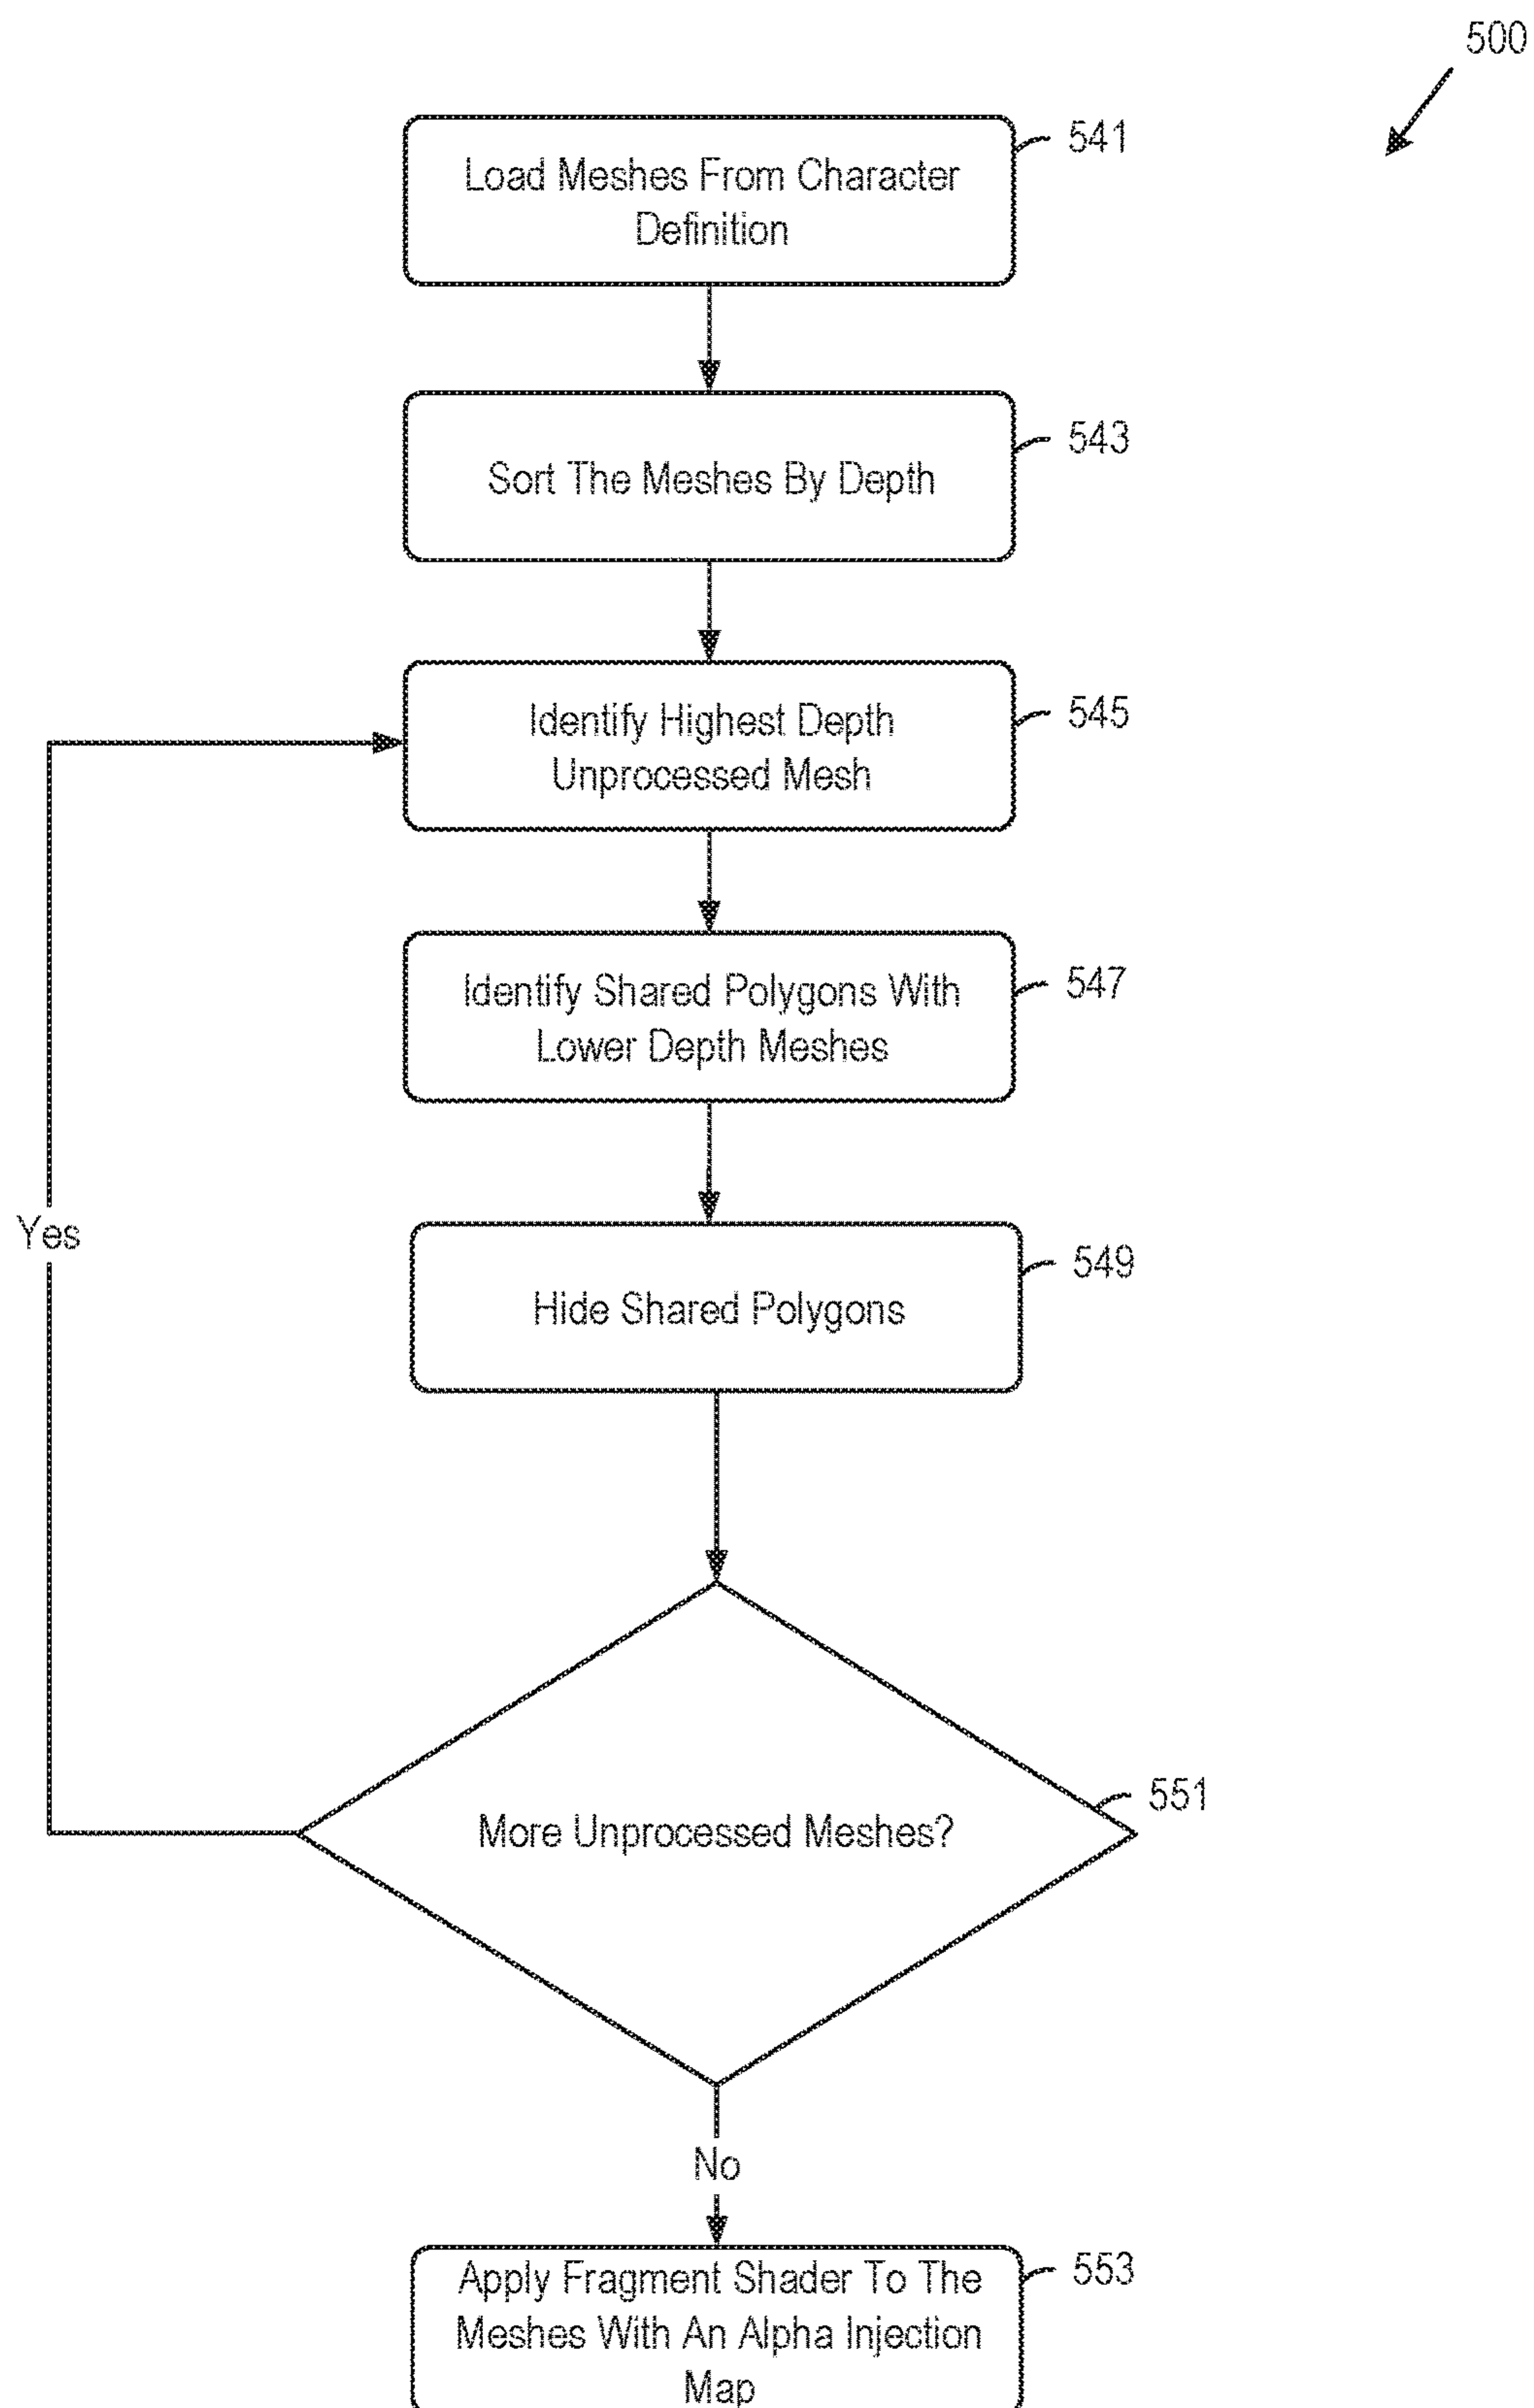 500
541
Load Meshes From Character
Definition
543
Sort The Meshes By Depth
545
Identify Highest Depth
Unprocessed Mesh
547
Identify Shared Polygons With
Lower Depth Meshes
Yes
549
Hide Shared Polygons
551
More Unprocessed Meshes?
No
553
Apply Fragment Shader To The
Meshes With An Alpha Injection
Map